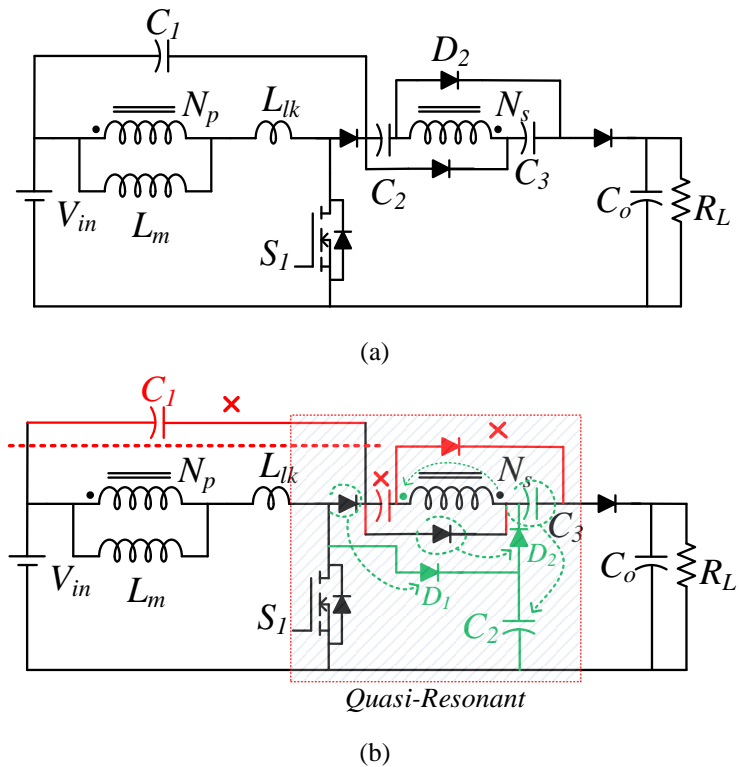 C1
D2
Np
Llk
Ns
C2
C3
Vin
Lm
S1
Co
RL
(a)
C1
Np
Llk
Ns
C3
D2
D1
Vin
Lm
S1
C2
Co
RL
Quasi-Resonant
(b)